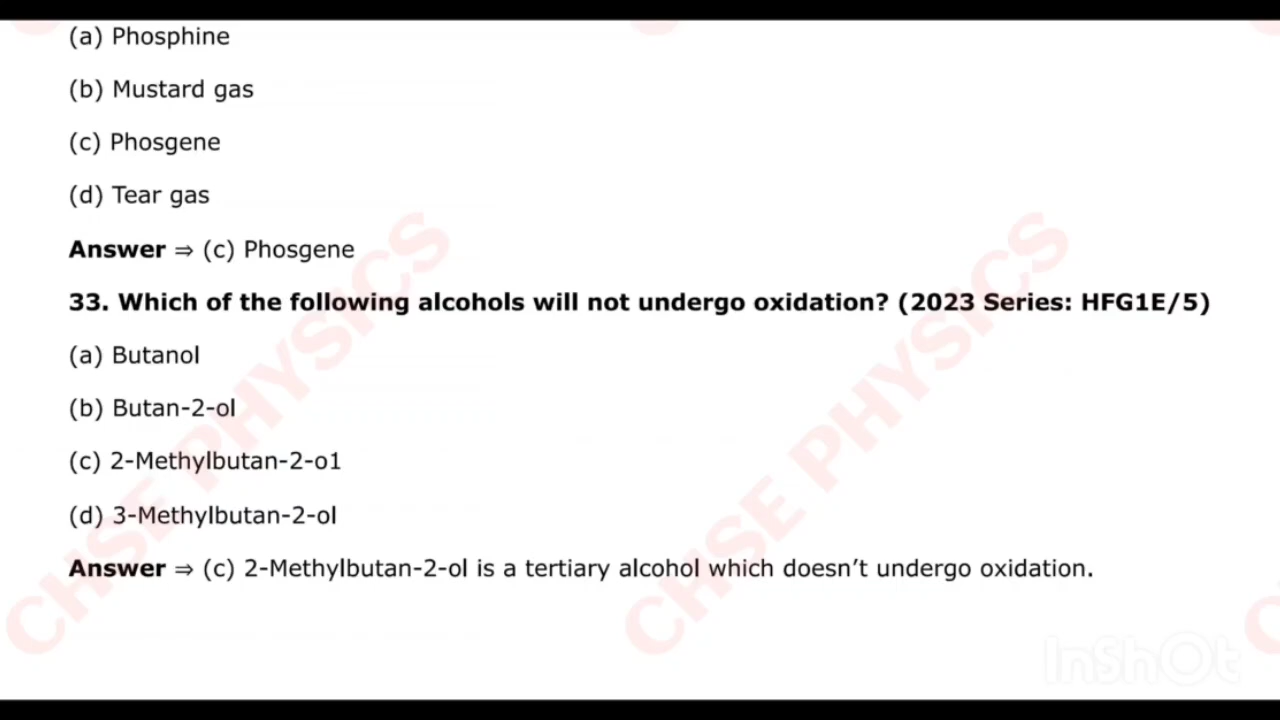 (a) Phosphine
(b) Mustard gas
(c) Phosgene
(d) Tear gas
Answer ⇒ (c) Phosgene
33. Which of the following alcohols will not undergo oxidation? (2023 Series: HFG1E/5)
(a) Butanol
(b) Butan-2-ol
(c) 2-Methylbutan-2-o1
(d) 3-Methylbutan-2-ol
Answer ⇒ (c) 2-Methylbutan-2-ol is a tertiary alcohol which doesn’t undergo oxidation.
CHSE PHYSICS
CHSE PHYSICS
InShOt